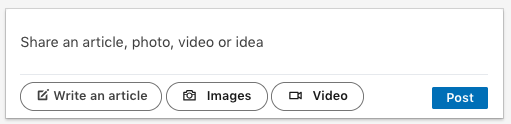 Share an article, photo, video or idea
Write an article Images Video Post